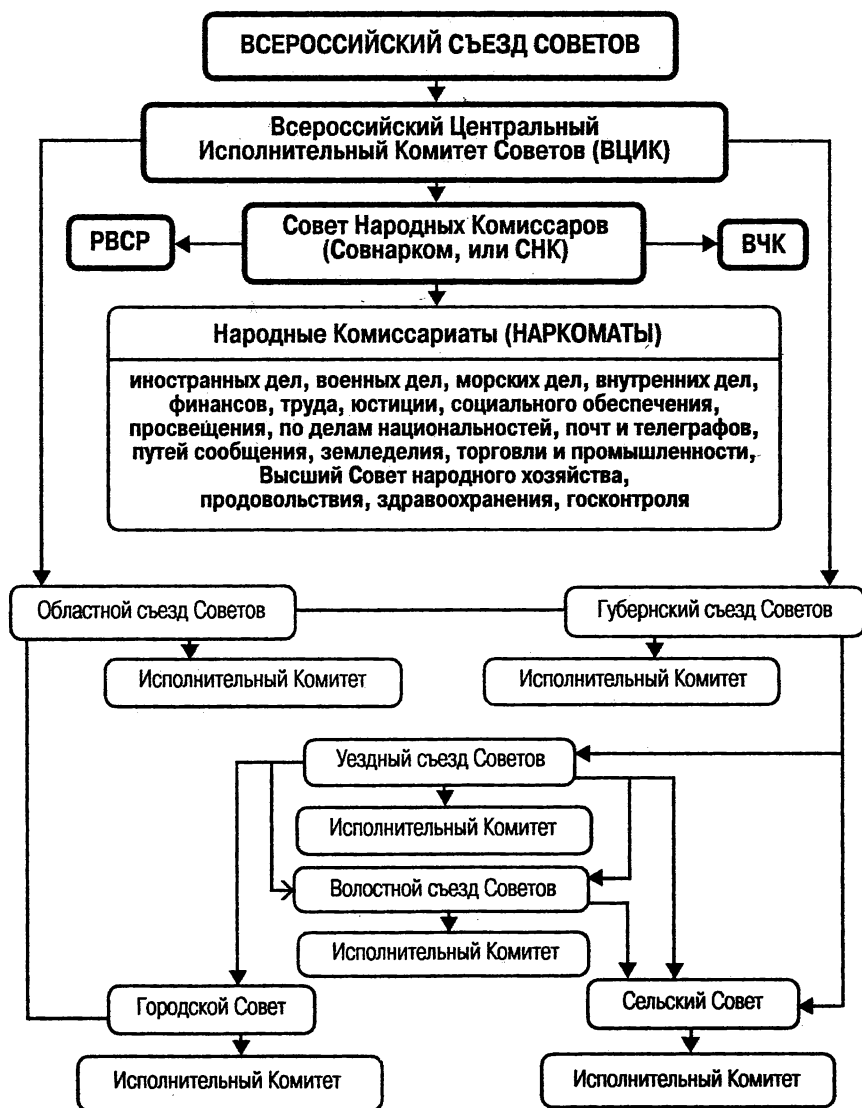 ВСЕРОССИЙСКИЙ СЪЕЗД СОВЕТОВ
Всероссийский Центральный
Исполнительный Комитет Советов (ВЦИК)
РВСР
Совет Народных Комиссаров
(Совнарком, или СНК)
ВЧК
Народные Комиссариаты (НАРКОМАТЫ)
иностранных дел, военных дел, морских дел, внутренних дел,
финансов, труда, юстиции, социального обеспечения,
просвещения, по делам национальностей, почт и телеграфов,
путей сообщения, земледелия, торговли и промышленности,
Высший Совет народного хозяйства,
продовольствия, здравоохранения, госконтроля
Областной съезд Советов
Губернский съезд Советов
Исполнительный Комитет
Исполнительный Комитет
Уездный съезд Советов
Исполнительный Комитет
Волостной съезд Советов
Исполнительный Комитет
Городской Совет
Сельский Совет
Исполнительный Комитет
Исполнительный Комитет